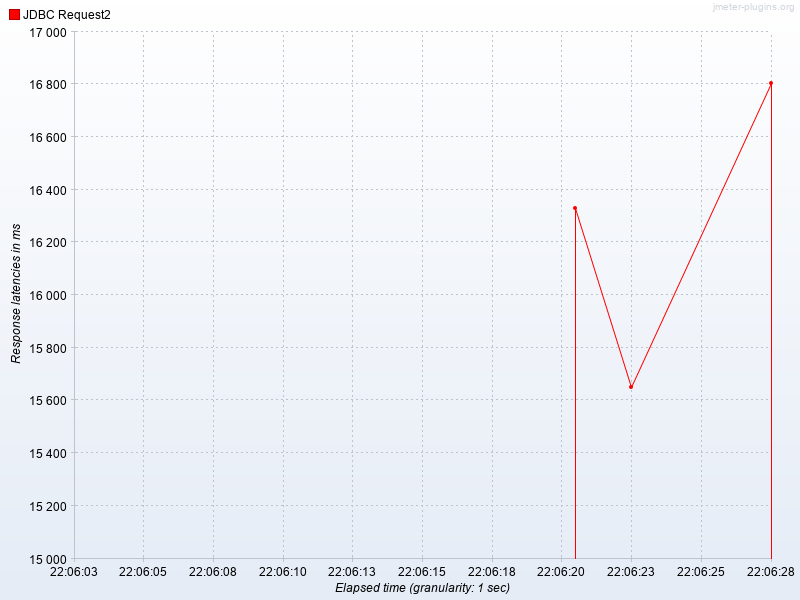 jmeter-plugins.org
JDBC Request2
17 000
16 800
16 600
16 400
16 200
16 000
15 800
15 600
15 400
15 200
15 000
Response latencies in ms
22:06:03 22:06:05 22:06:08 22:06:10 22:06:13 22:06:15 22:06:18 22:06:20 22:06:23 22:06:25 22:06:28
Elapsed time (granularity: 1 sec)